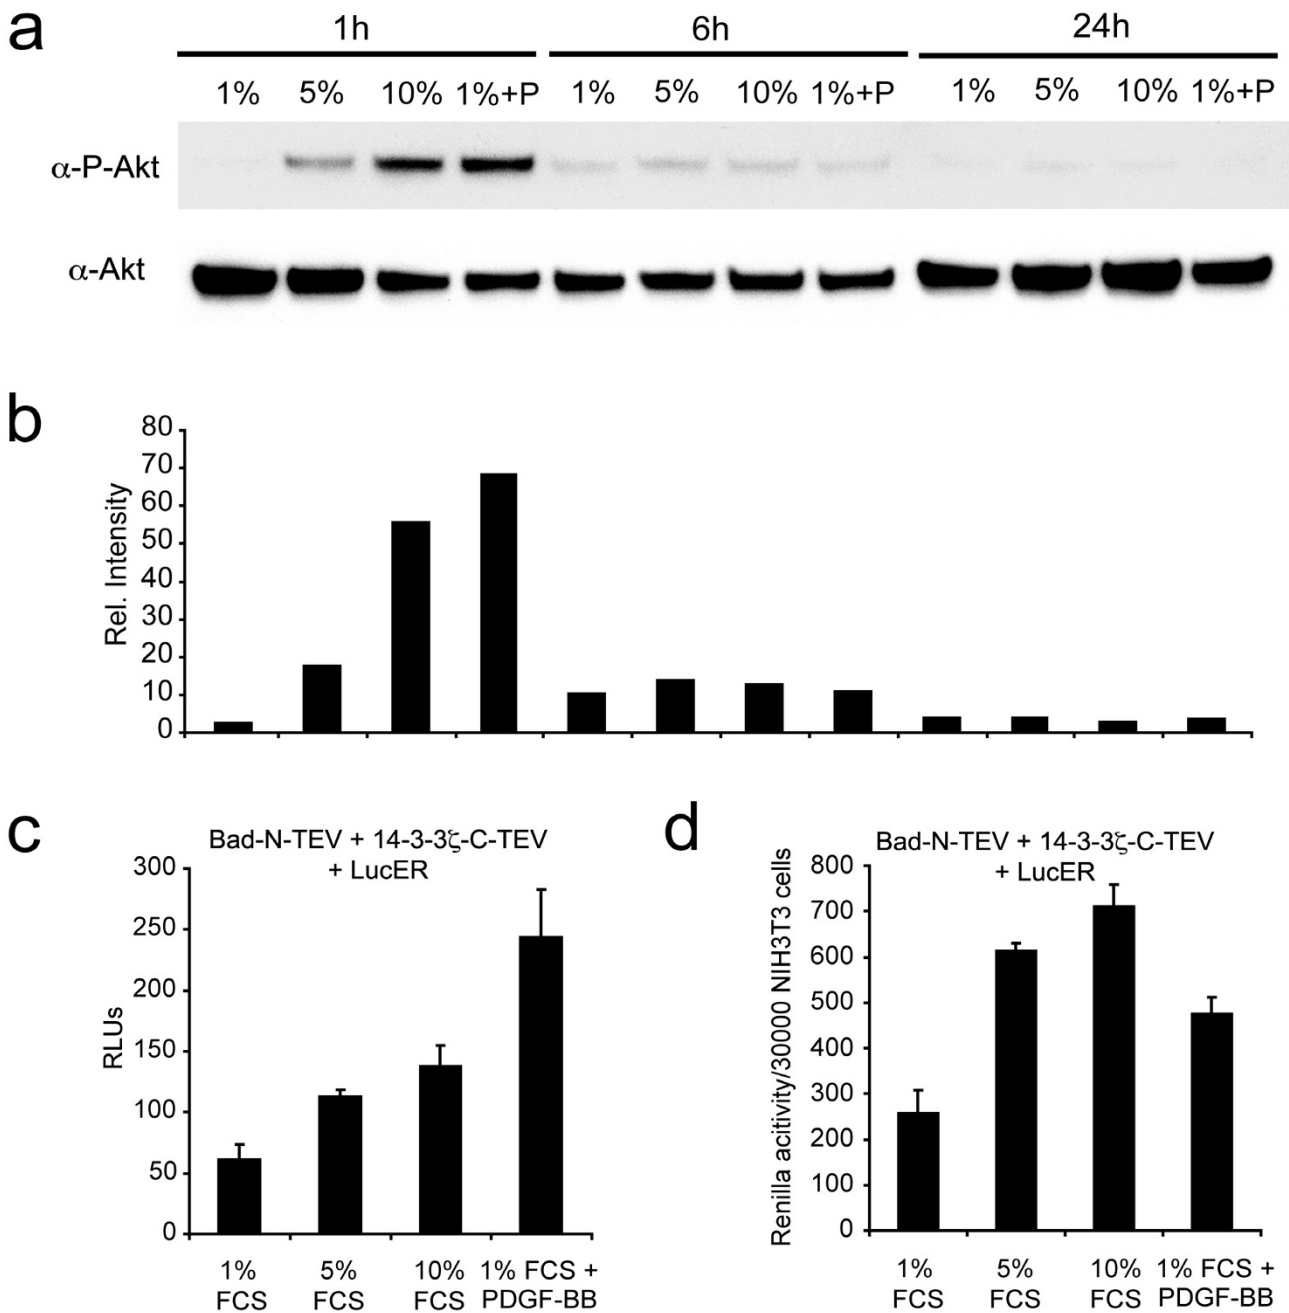 a
1h 6h 24h
1% 5% 10% 1%+P 1% 5% 10% 1%+P 1% 5% 10% 1%+P
α-P-Akt
α-Akt
b
80
70
60
50
40
30
20
10
0
Rel. Intensity
c
Bad-N-TEV + 14-3-3ζ-C-TEV
+ LucER
300
250
200
150
100
50
0
RLUs
1% 5% 10% 1% FCS +
FCS FCS FCS PDGF-BB
d
Bad-N-TEV + 14-3-3ζ-C-TEV
+ LucER
800
700
600
500
400
300
200
100
0
Renilla acitivity/30000 NIH3T3 cells
1% 5% 10% 1% FCS +
FCS FCS FCS PDGF-BB